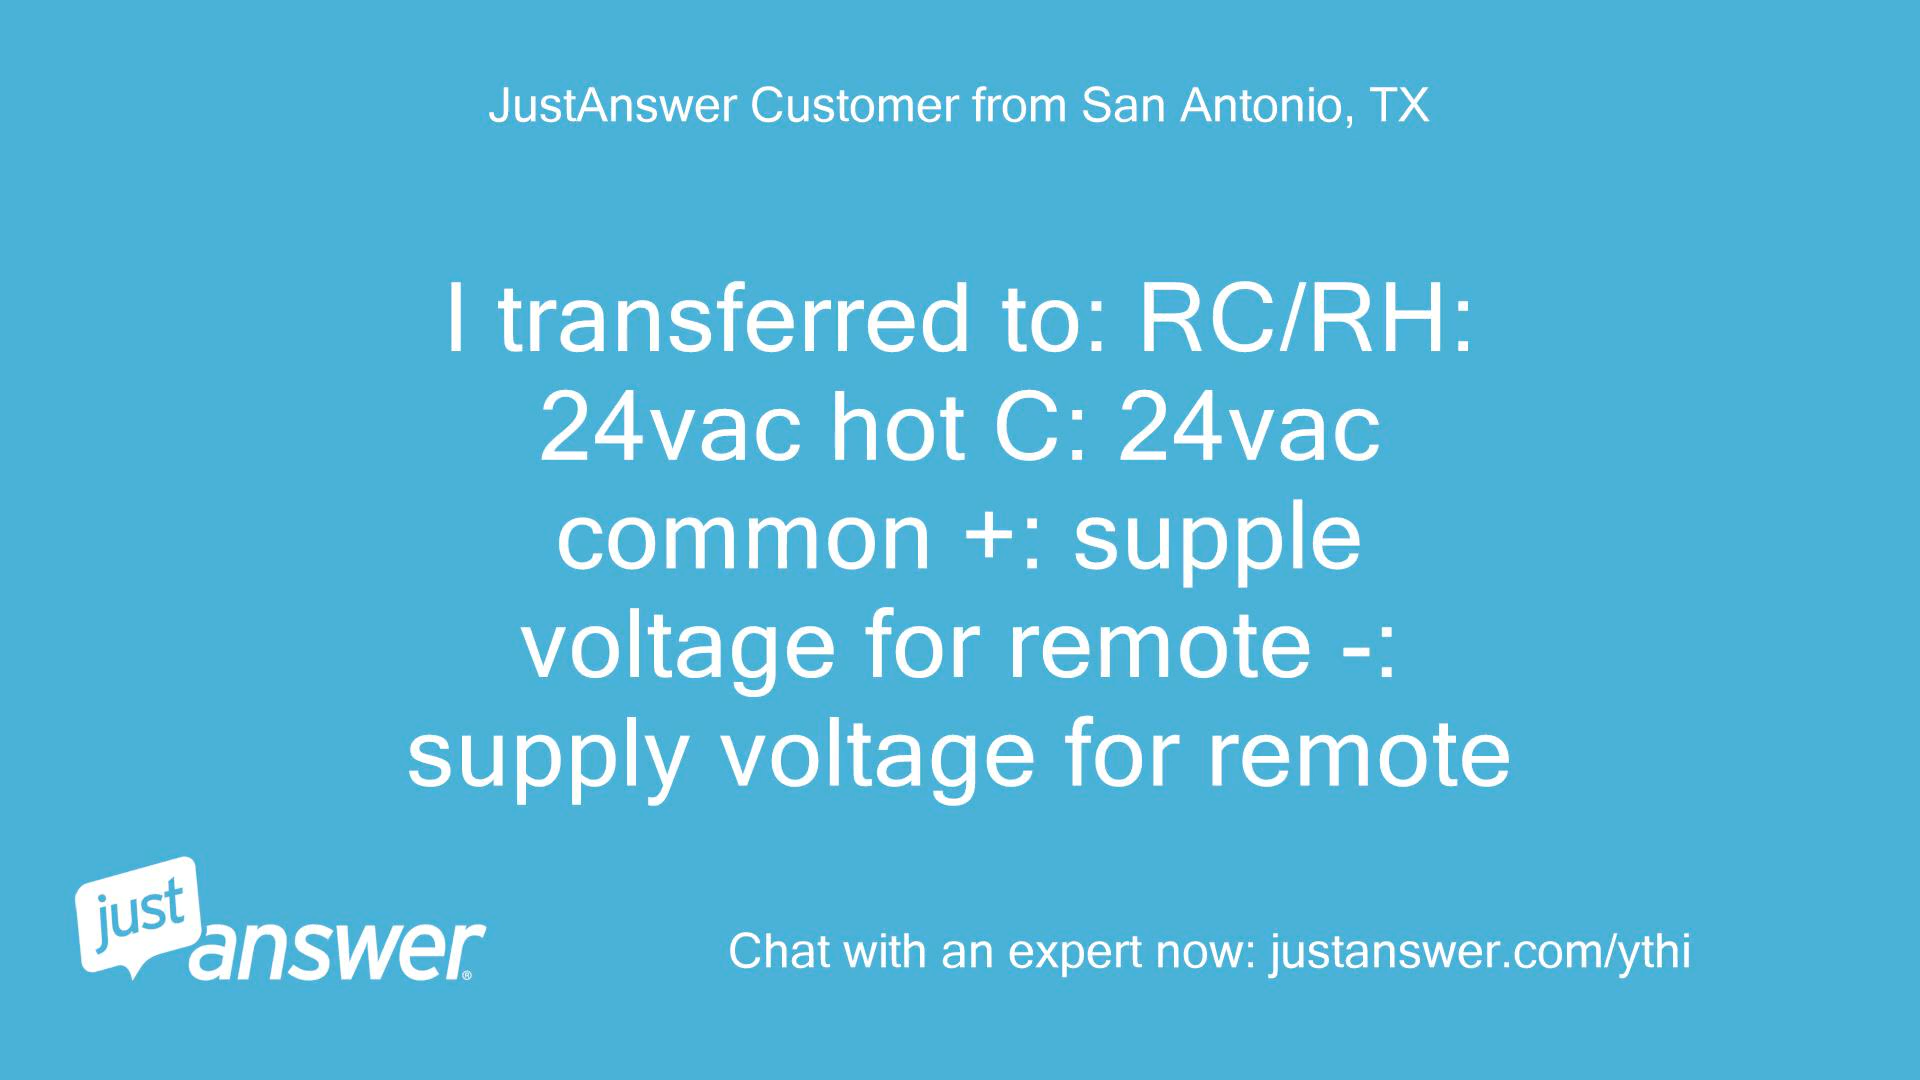 JustAnswer Customer from San Antonio, TX
I transferred to: RC/RH:
24vac hot C: 24vac
common +: supple
voltage for remote -:
supply voltage for remote
just
answer®
Chat with an expert now: justanswer.com/ythi